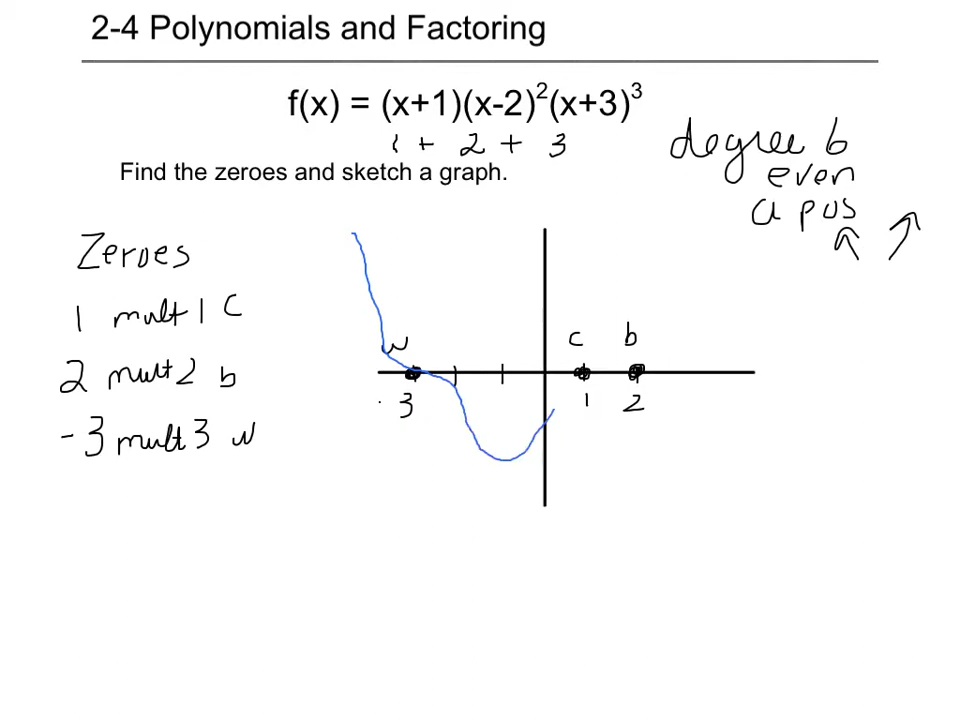 2-4 Polynomials and Factoring
f(x) = (x+1)(x-2)²(x+3)³
1 + 2 + 3
degree 6
even
a pos
Find the zeroes and sketch a graph.
Zeroes
1 mult 1 C
2 mult 2 b
-3 mult 3 w
w c b
-3 1 2